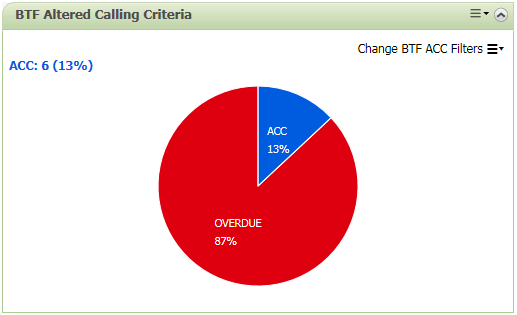 BTF Altered Calling Criteria
Change BTF ACC Filters
ACC: 6 (13%)
ACC
13%
OVERDUE
87%